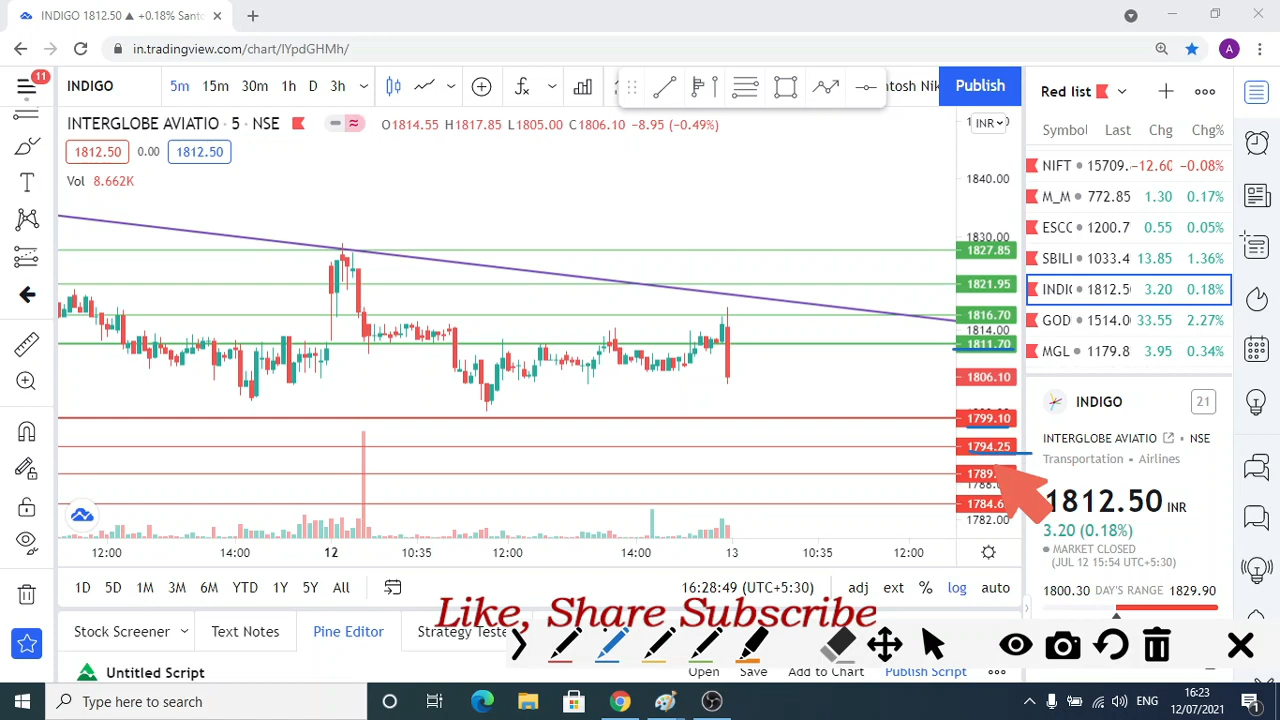 INDIGO 1812.50 ▲ +0.18% Sant
in.tradingview.com/chart/IYpdGHMh/
A
11
INDIGO 5m 15m 30m 1h D 3h
Publish
Red list
INTERGLOBE AVIATIO · 5 · NSE
O1814.55 H1817.85 L1805.00 C1806.10 −8.95 (−0.49%)
INR
Last Chg Chg%
1812.50 0.00 1812.50
Vol 8.662K
NIFT 15709. −12.60 −0.08%
M_M 772.85 1.30 0.17%
ESCC 1200.7 0.55 0.05%
SBILI 1033.4 13.85 1.36%
INDIC 1812.50 3.20 0.18%
GOD 1514.0 33.55 2.27%
MGL 1179.8 3.95 0.34%
1840.00
1830.00
1827.85
1821.95
1816.70
1814.00
1811.70
1806.10
1799.10
1794.25
1789.
1784.6
1782.00
INDIGO 21
INTERGLOBE AVIATIO • NSE
Transportation • Airlines
1812.50 INR
3.20 (0.18%)
MARKET CLOSED
(JUL 12 15:54 UTC+5:30)
1800.30 DAY'S RANGE 1829.90
12:00 14:00 12 10:35 12:00 14:00 13 10:35 12:00
1D 5D 1M 3M 6M YTD 1Y 5Y All
16:28:49 (UTC+5:30) adj ext % log auto
Like, Share Subscribe
Stock Screener Text Notes Pine Editor Strategy Teste
Untitled Script
Open Save Add to Chart Publish Script
Type here to search
ENG
16:23
12/07/2021
1